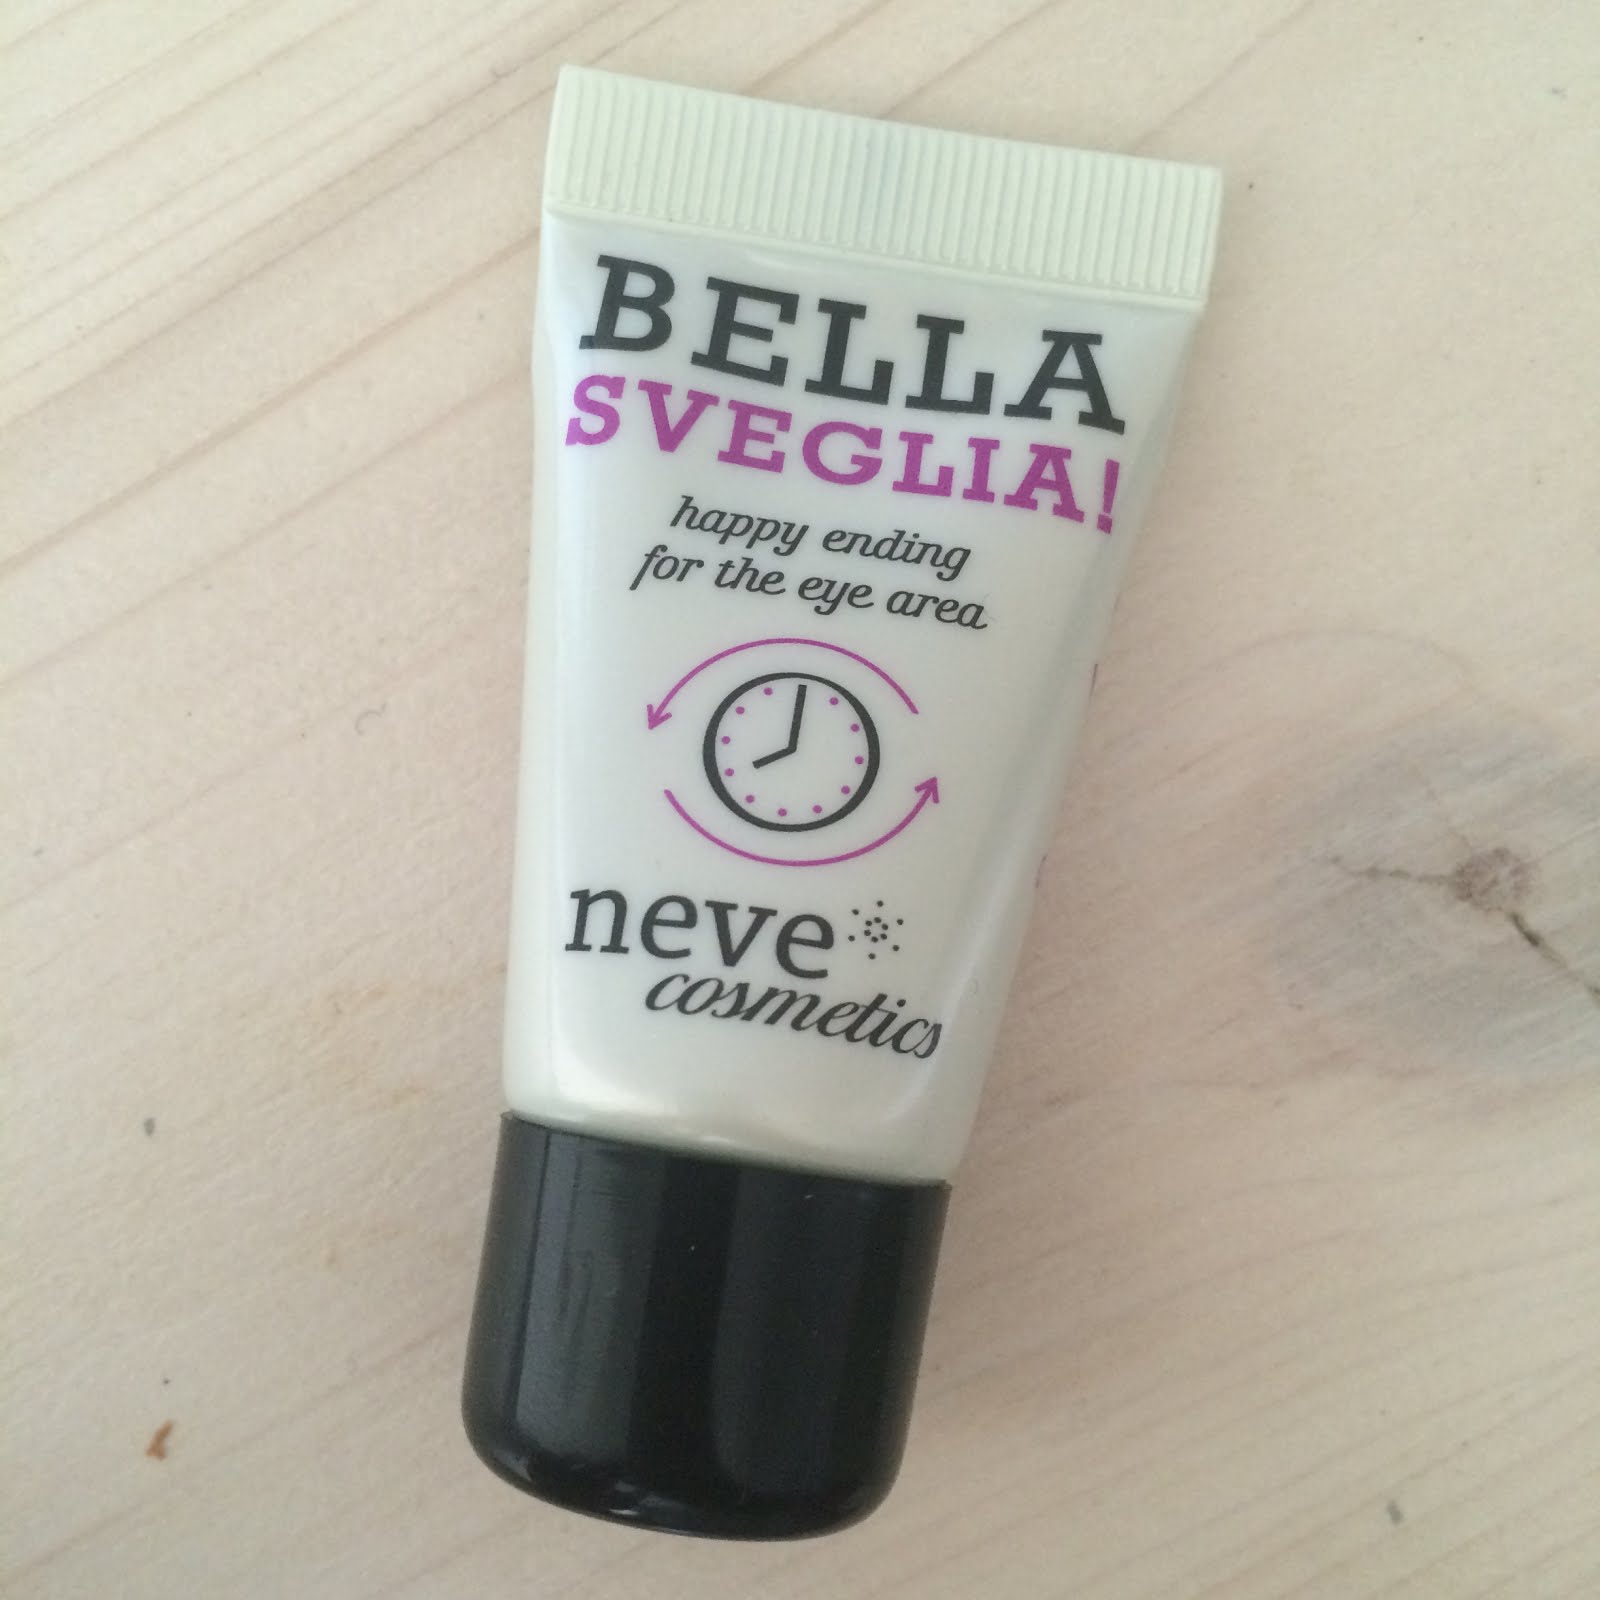 BELLA
SVEGLIA!
happy ending
for the eye area
neve
cosmetics